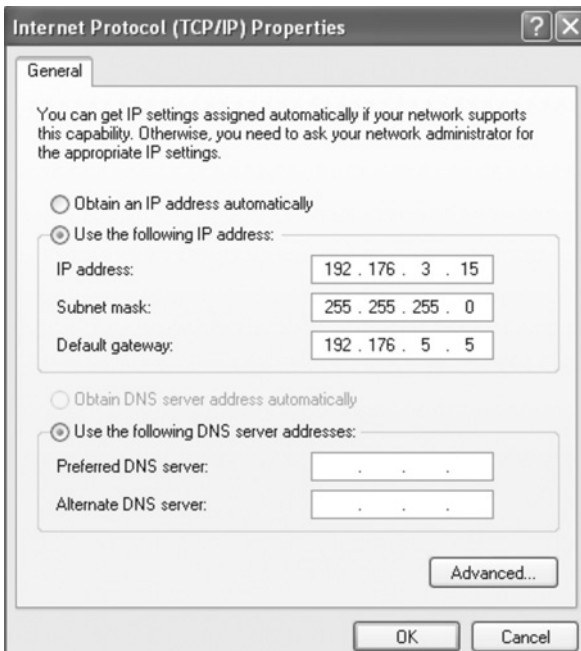 Internet Protocol (TCP/IP) Properties
General
You can get IP settings assigned automatically if your network supports
this capability. Otherwise, you need to ask your network administrator for
the appropriate IP settings.
Obtain an IP address automatically
Use the following IP address:
IP address: 192 . 176 . 3 . 15
Subnet mask: 255 . 255 . 255 . 0
Default gateway: 192 . 176 . 5 . 5
Obtain DNS server address automatically
Use the following DNS server addresses:
Preferred DNS server: . . .
Alternate DNS server: . . .
Advanced...
OK Cancel